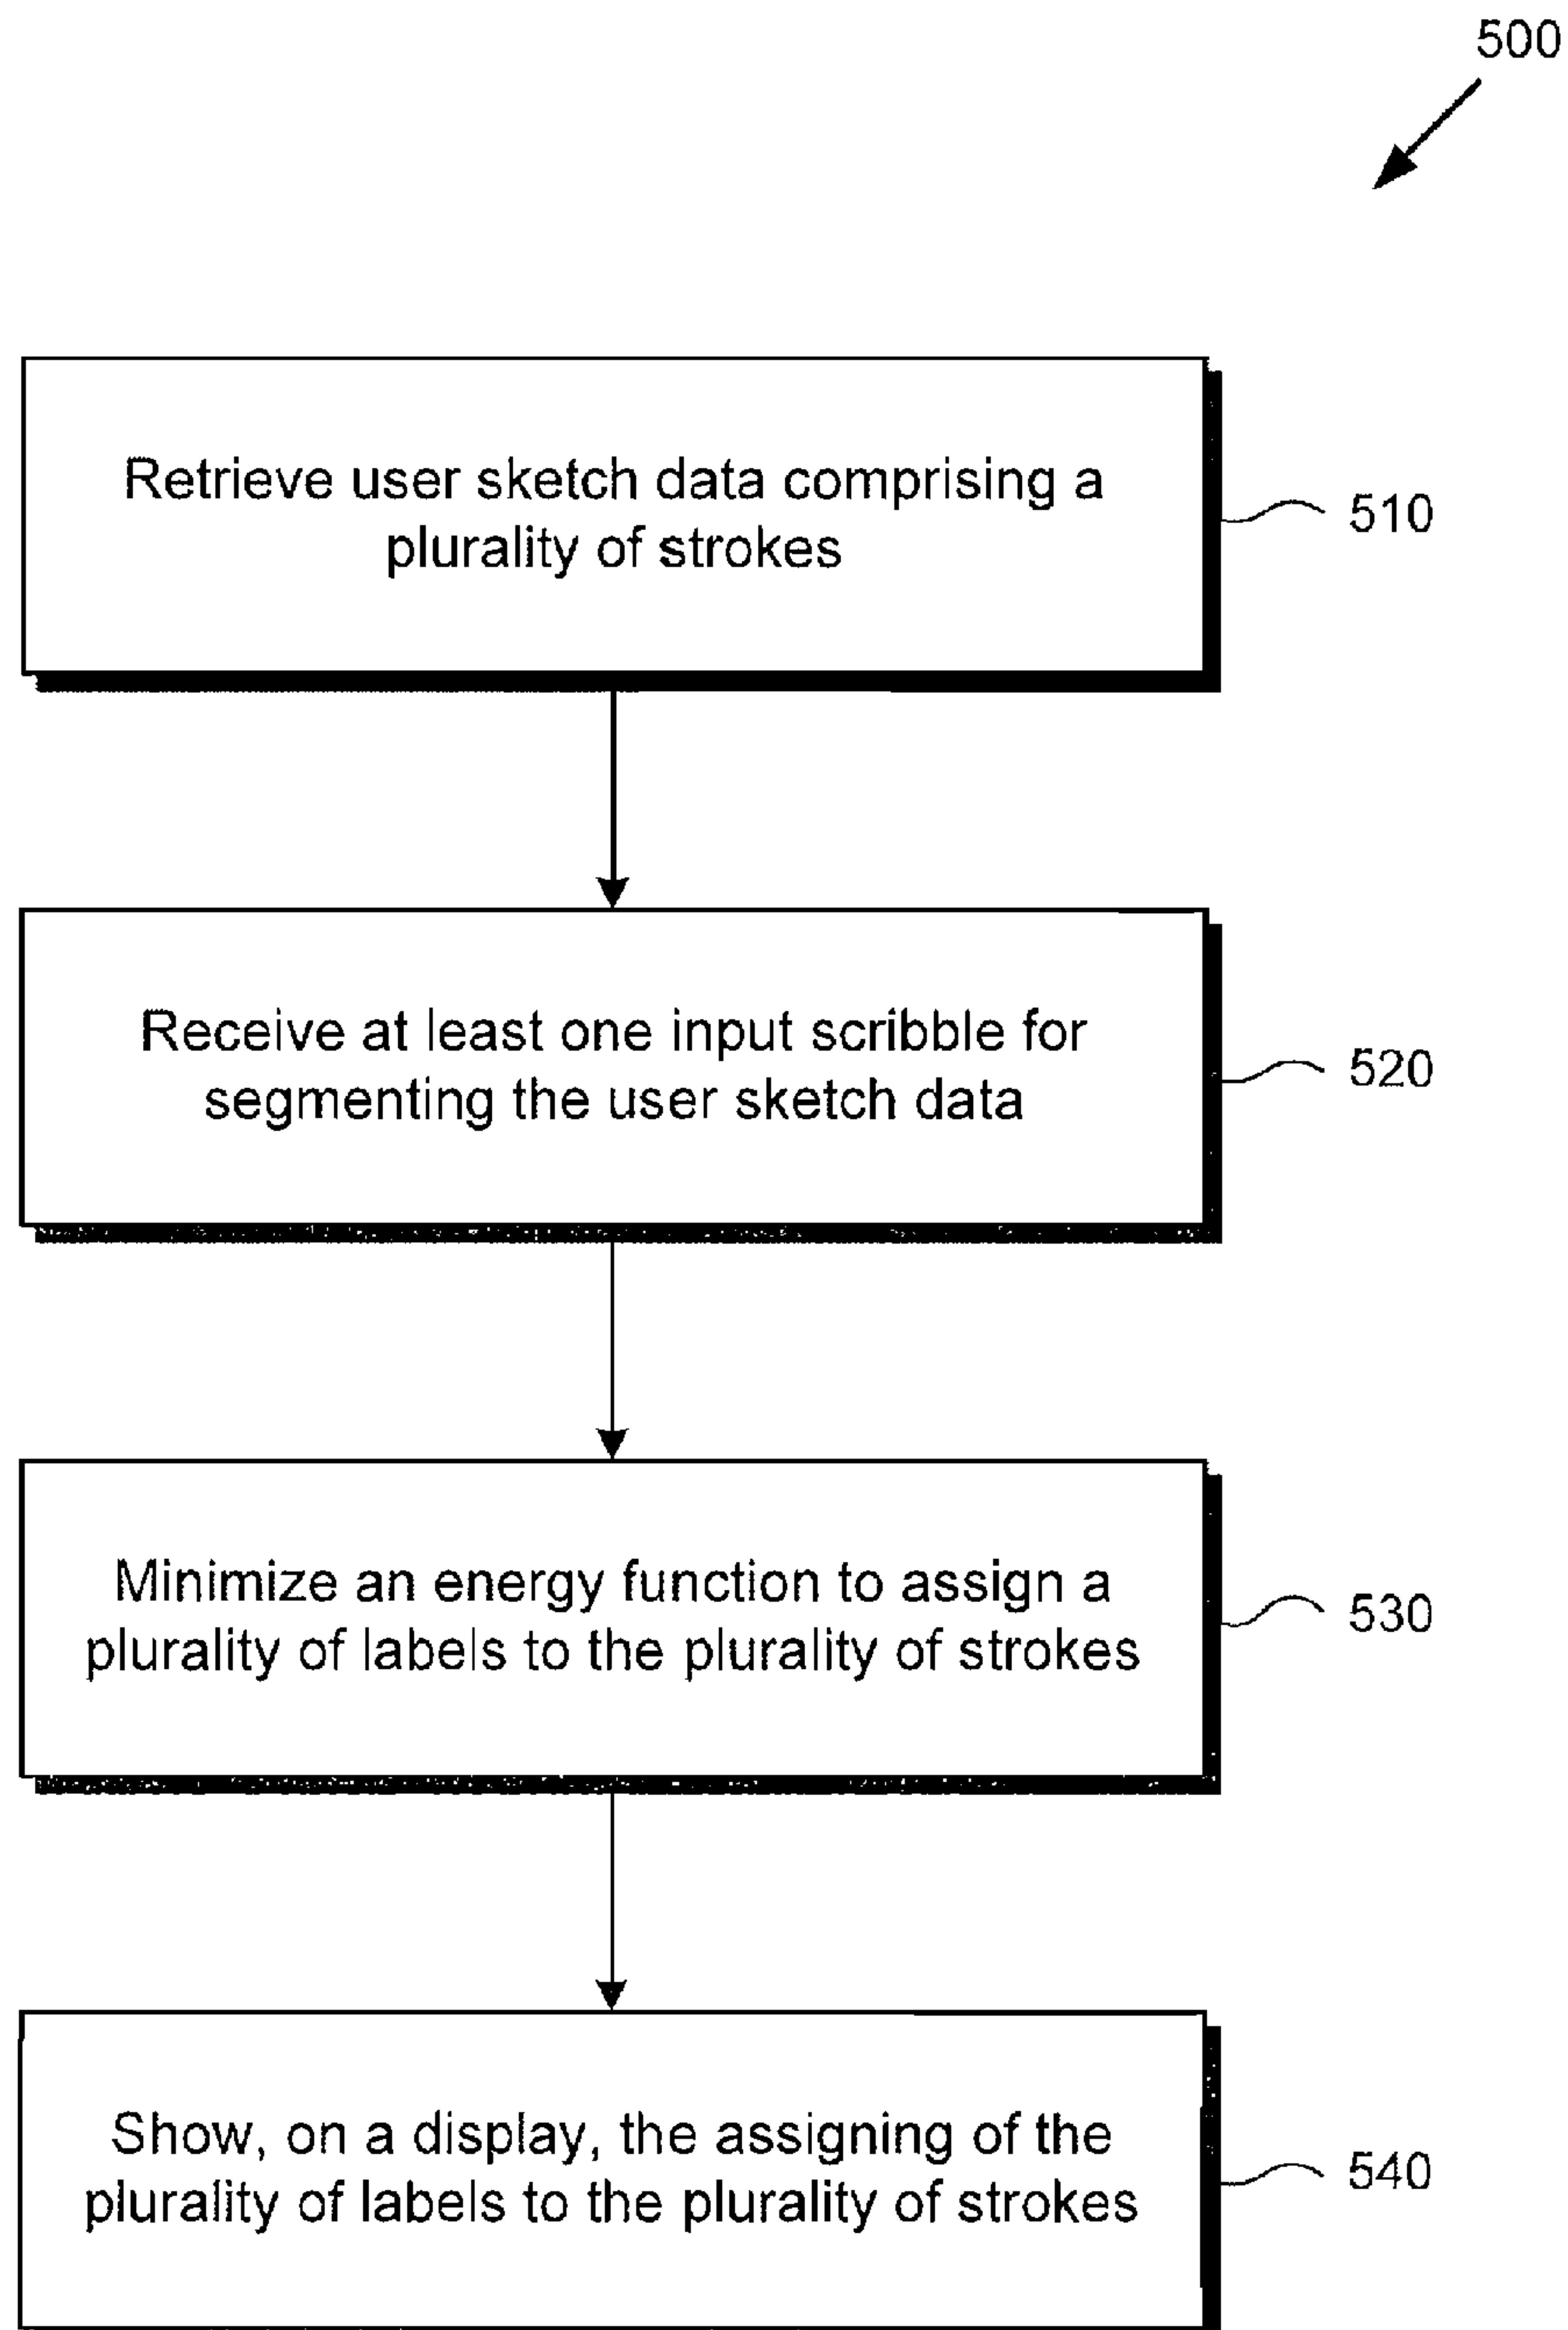 500
Retrieve user sketch data comprising a
plurality of strokes
510
Receive at least one input scribble for
segmenting the user sketch data
520
Minimize an energy function to assign a
plurality of labels to the plurality of strokes
530
Show, on a display, the assigning of the
plurality of labels to the plurality of strokes
540